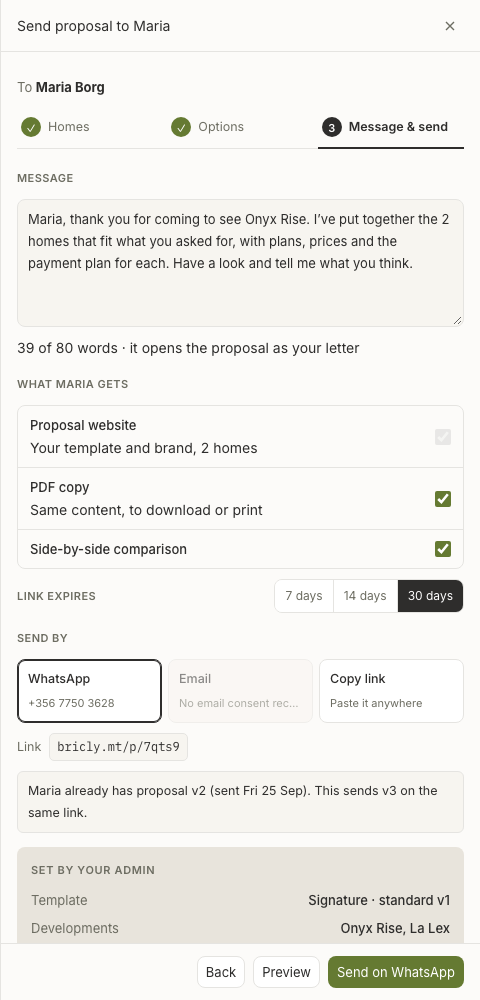 Send proposal to Maria
To Maria Borg
Homes
Options
3 Message & send
MESSAGE
Maria, thank you for coming to see Onyx Rise. I've put together the 2
homes that fit what you asked for, with plans, prices and the
payment plan for each. Have a look and tell me what you think.
39 of 80 words · it opens the proposal as your letter
WHAT MARIA GETS
Proposal website
Your template and brand, 2 homes
PDF copy
Same content, to download or print
Side-by-side comparison
LINK EXPIRES
7 days
14 days
30 days
SEND BY
WhatsApp
+356 7750 3628
Email
No email consent rec...
Copy link
Paste it anywhere
Link bricly.mt/p/7qts9
Maria already has proposal v2 (sent Fri 25 Sep). This sends v3 on the
same link.
SET BY YOUR ADMIN
Template Signature · standard v1
Developments Onyx Rise, La Lex
Back
Preview
Send on WhatsApp